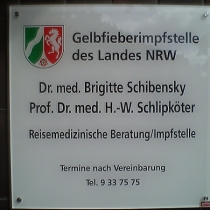 Gelbfieberimpfstelle
des Landes NRW
Dr. med. Brigitte Schibensky
Prof. Dr. med. H.-W. Schlipköter
Reisemedizinische Beratung/Impfstelle
Termine nach Vereinbarung
Tel. 9 33 75 75